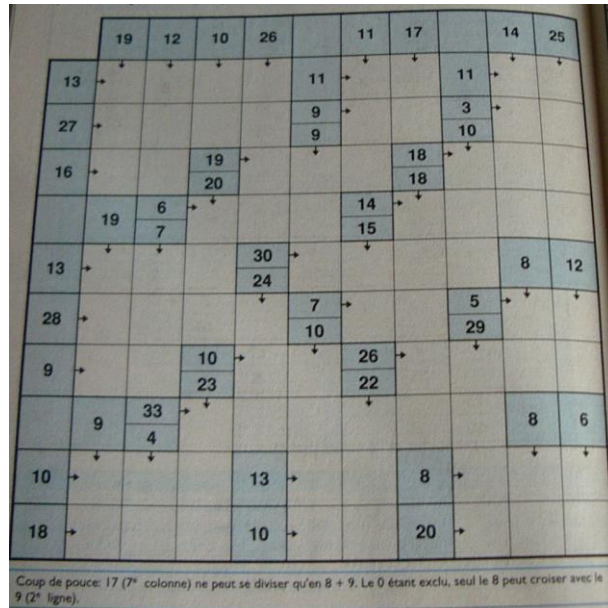 19 12 10 26 11 17 14 25
13 11 11
27 9 3
9 10
16 19 18
20 18
19 6 14
7 15
13 30 8 12
24
28 7 5
10 29
9 10 26
23 22
9 33 8 6
4
10 13 8
18 10 20
Coup de pouce: 17 (7e colonne) ne peut se diviser qu'en 8 + 9. Le 0 étant exclu, seul le 8 peut croiser avec le
9 (2e ligne).